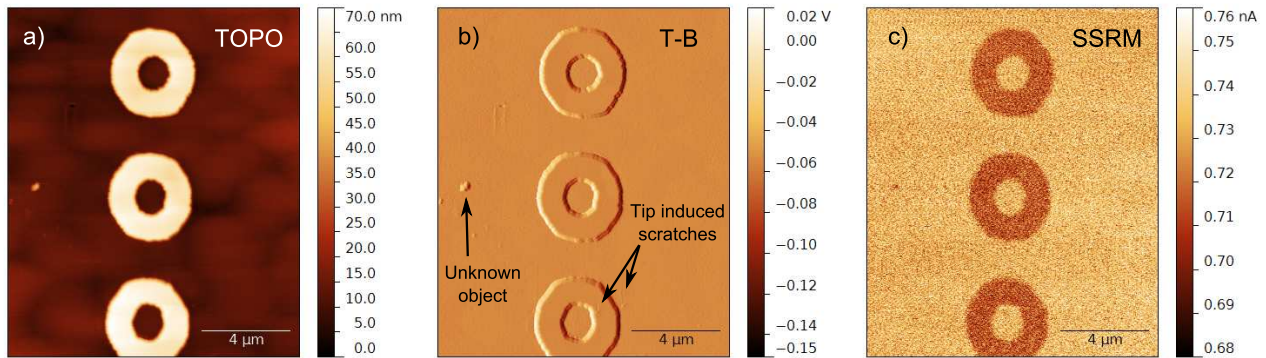 a)
TOPO
4 µm
70.0 nm
65.0
60.0
55.0
50.0
45.0
40.0
35.0
30.0
25.0
20.0
15.0
10.0
5.0
0.0
b)
T-B
Unknown
object
Tip induced
scratches
4 µm
0.02 V
0.00
−0.02
−0.04
−0.06
−0.08
−0.10
−0.12
−0.14
−0.15
c)
SSRM
4 µm
0.76 nA
0.75
0.74
0.73
0.72
0.71
0.70
0.69
0.68